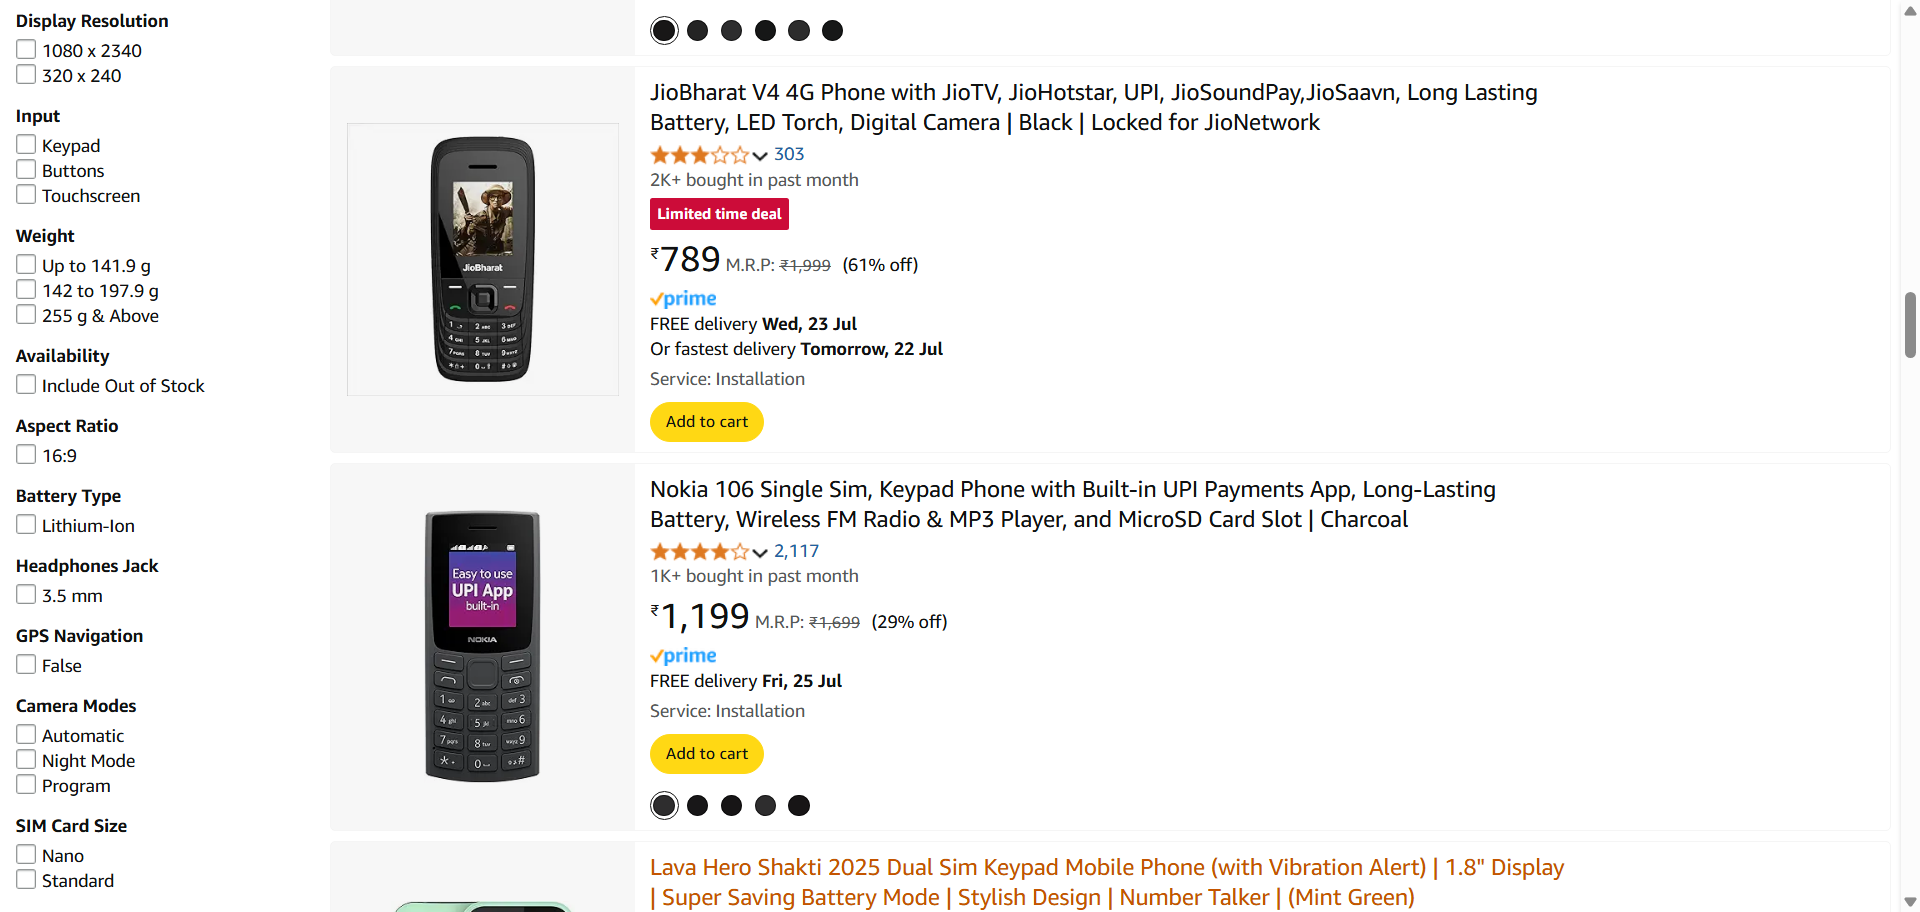 Display Resolution
1080 x 2340
320 x 240
Input
Keypad
Buttons
Touchscreen
Weight
Up to 141.9 g
142 to 197.9 g
255 g & Above
Availability
Include Out of Stock
Aspect Ratio
16:9
Battery Type
Lithium-Ion
Headphones Jack
3.5 mm
GPS Navigation
False
Camera Modes
Automatic
Night Mode
Program
SIM Card Size
Nano
Standard
JioBharat
JioBharat V4 4G Phone with JioTV, JioHotstar, UPI, JioSoundPay,JioSaavn, Long Lasting
Battery, LED Torch, Digital Camera | Black | Locked for JioNetwork
303
2K+ bought in past month
Limited time deal
₹789 M.R.P: ₹1,999 (61% off)
prime
FREE delivery Wed, 23 Jul
Or fastest delivery Tomorrow, 22 Jul
Service: Installation
Add to cart
Easy to use
UPI App
built-in
NOKIA
Nokia 106 Single Sim, Keypad Phone with Built-in UPI Payments App, Long-Lasting
Battery, Wireless FM Radio & MP3 Player, and MicroSD Card Slot | Charcoal
2,117
1K+ bought in past month
₹1,199 M.R.P: ₹1,699 (29% off)
prime
FREE delivery Fri, 25 Jul
Service: Installation
Add to cart
Lava Hero Shakti 2025 Dual Sim Keypad Mobile Phone (with Vibration Alert) | 1.8" Display
| Super Saving Battery Mode | Stylish Design | Number Talker | (Mint Green)